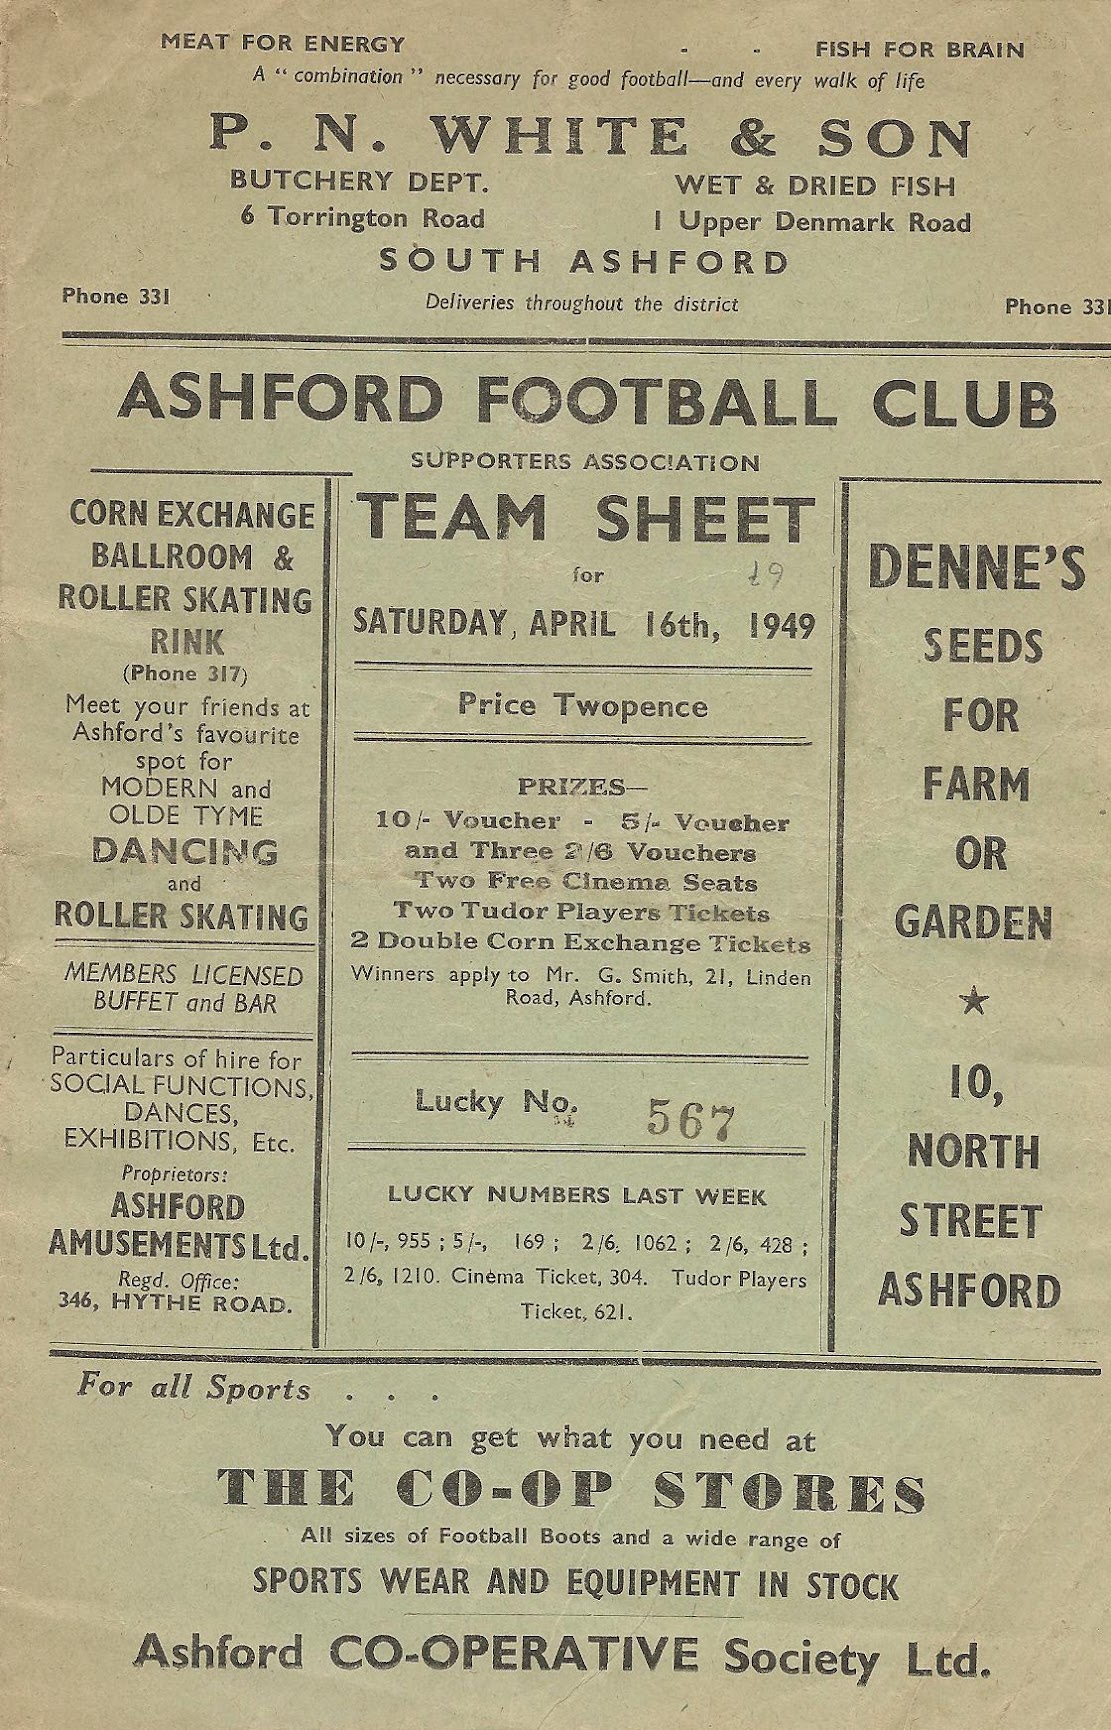 MEAT FOR ENERGY - - FISH FOR BRAIN
A “ combination ” necessary for good football—and every walk of life
P. N. WHITE & SON
BUTCHERY DEPT. WET & DRIED FISH
6 Torrington Road 1 Upper Denmark Road
SOUTH ASHFORD
Phone 331 Deliveries throughout the district Phone 331
ASHFORD FOOTBALL CLUB
SUPPORTERS ASSOCIATION
CORN EXCHANGE
BALLROOM &
ROLLER SKATING
RINK
(Phone 317)
Meet your friends at
Ashford's favourite
spot for
MODERN and
OLDE TYME
DANCING
and
ROLLER SKATING
MEMBERS LICENSED
BUFFET and BAR
Particulars of hire for
SOCIAL FUNCTIONS,
DANCES,
EXHIBITIONS, Etc.
Proprietors:
ASHFORD
AMUSEMENTS Ltd.
Regd. Office:
346, HYTHE ROAD.
TEAM SHEET
for
£9
SATURDAY, APRIL 16th, 1949
Price Twopence
PRIZES—
10/- Voucher - 5/- Voucher
and Three 2/6 Vouchers
Two Free Cinema Seats
Two Tudor Players Tickets
2 Double Corn Exchange Tickets
Winners apply to Mr. G. Smith, 21, Linden
Road, Ashford.
Lucky No. 567
LUCKY NUMBERS LAST WEEK
10/-, 955 ; 5/-, 169 ; 2/6, 1062 ; 2/6, 428 ;
2/6, 1210. Cinema Ticket, 304. Tudor Players
Ticket, 621.
DENNE'S
SEEDS
FOR
FARM
OR
GARDEN
★
10,
NORTH
STREET
ASHFORD
For all Sports . . .
You can get what you need at
THE CO-OP STORES
All sizes of Football Boots and a wide range of
SPORTS WEAR AND EQUIPMENT IN STOCK
Ashford CO-OPERATIVE Society Ltd.